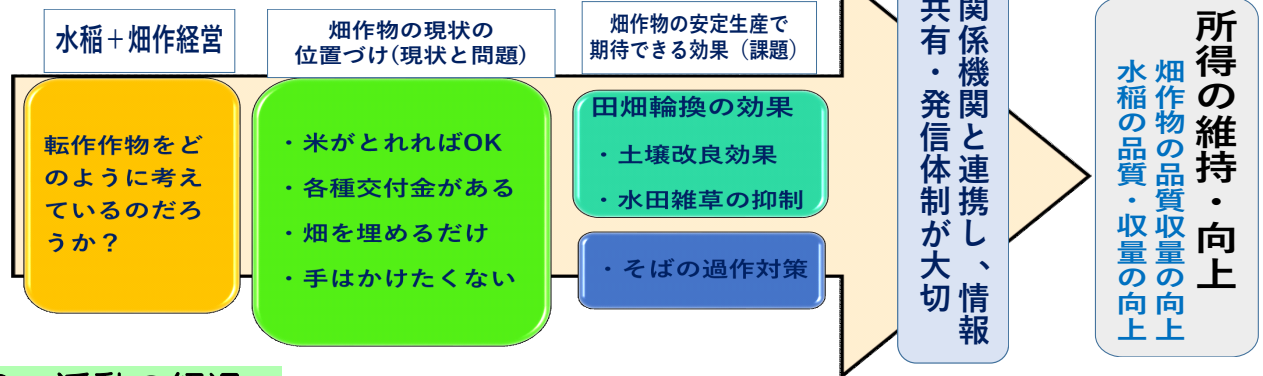 水稲＋畑作経営
畑作物の現状の
位置づけ(現状と問題)
畑作物の安定生産で
期待できる効果（課題）
転作作物をど
のように考え
ているのだろ
うか？
・米がとれればOK
・各種交付金がある
・畑を埋めるだけ
・手はかけたくない
田畑輪換の効果
・土壌改良効果
・水田雑草の抑制
・そばの過作対策
関係機関と連携し、情報
共有・発信体制が大切
所得の維持・向上
畑作物の品質収量の向上
水稲の品質・収量の向上